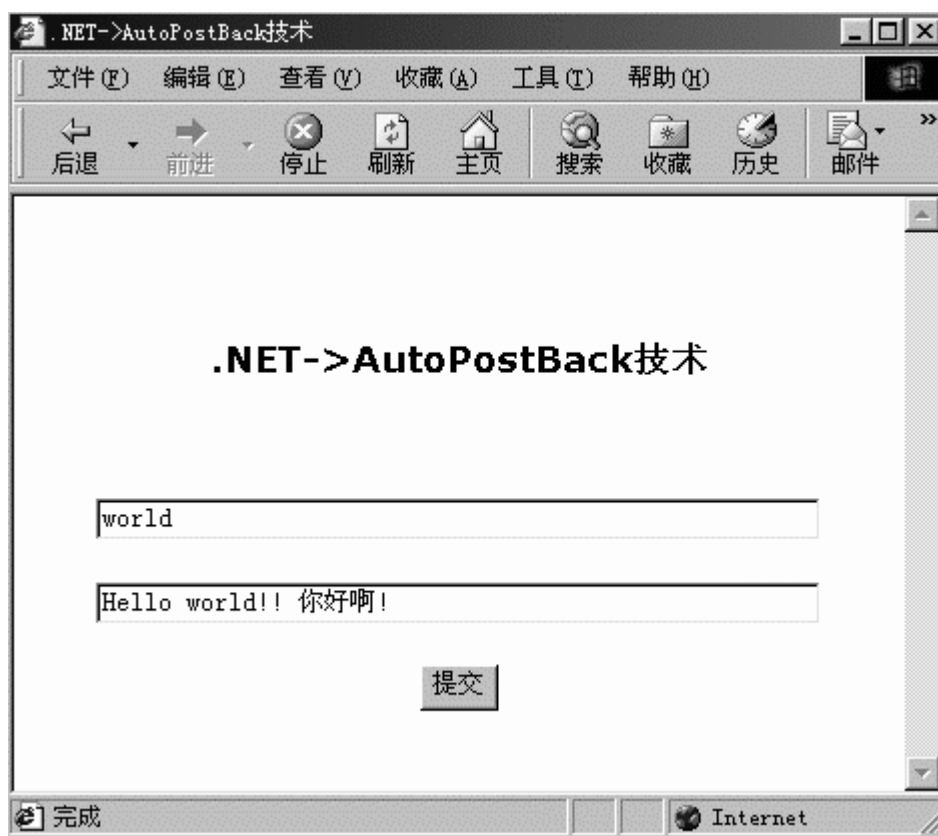 .NET->AutoPostBack技术
文件(F) 编辑(E) 查看(V) 收藏(A) 工具(T) 帮助(H)
后退 前进 停止 刷新 主页 搜索 收藏 历史 邮件 »
.NET->AutoPostBack技术
world
Hello world!! 你好啊!
提交
完成 Internet